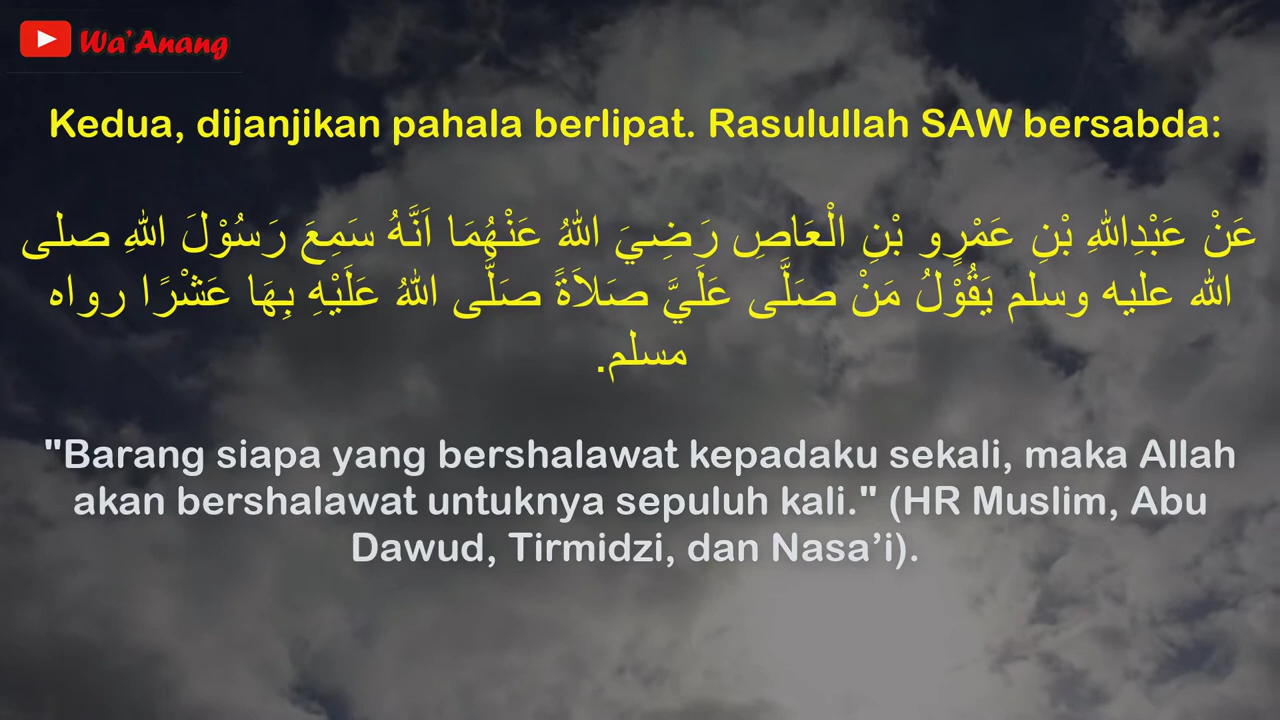 Wa'Anang
Kedua, dijanjikan pahala berlipat. Rasulullah SAW bersabda:
عَنْ عَبْدِاللهِ بْنِ عَمْرٍو بْنِ الْعَاصِ رَضِيَ اللهُ عَنْهُمَا اَنَّهُ سَمِعَ رَسُوْلَ اللهِ صلى
الله عليه وسلم يَقُوْلُ مَنْ صَلَّى عَلَيَّ صَلاَةً صَلَّى اللهُ عَلَيْهِ بِهَا عَشْرًا رواه
مسلم.
"Barang siapa yang bershalawat kepadaku sekali, maka Allah
akan bershalawat untuknya sepuluh kali." (HR Muslim, Abu
Dawud, Tirmidzi, dan Nasa’i).